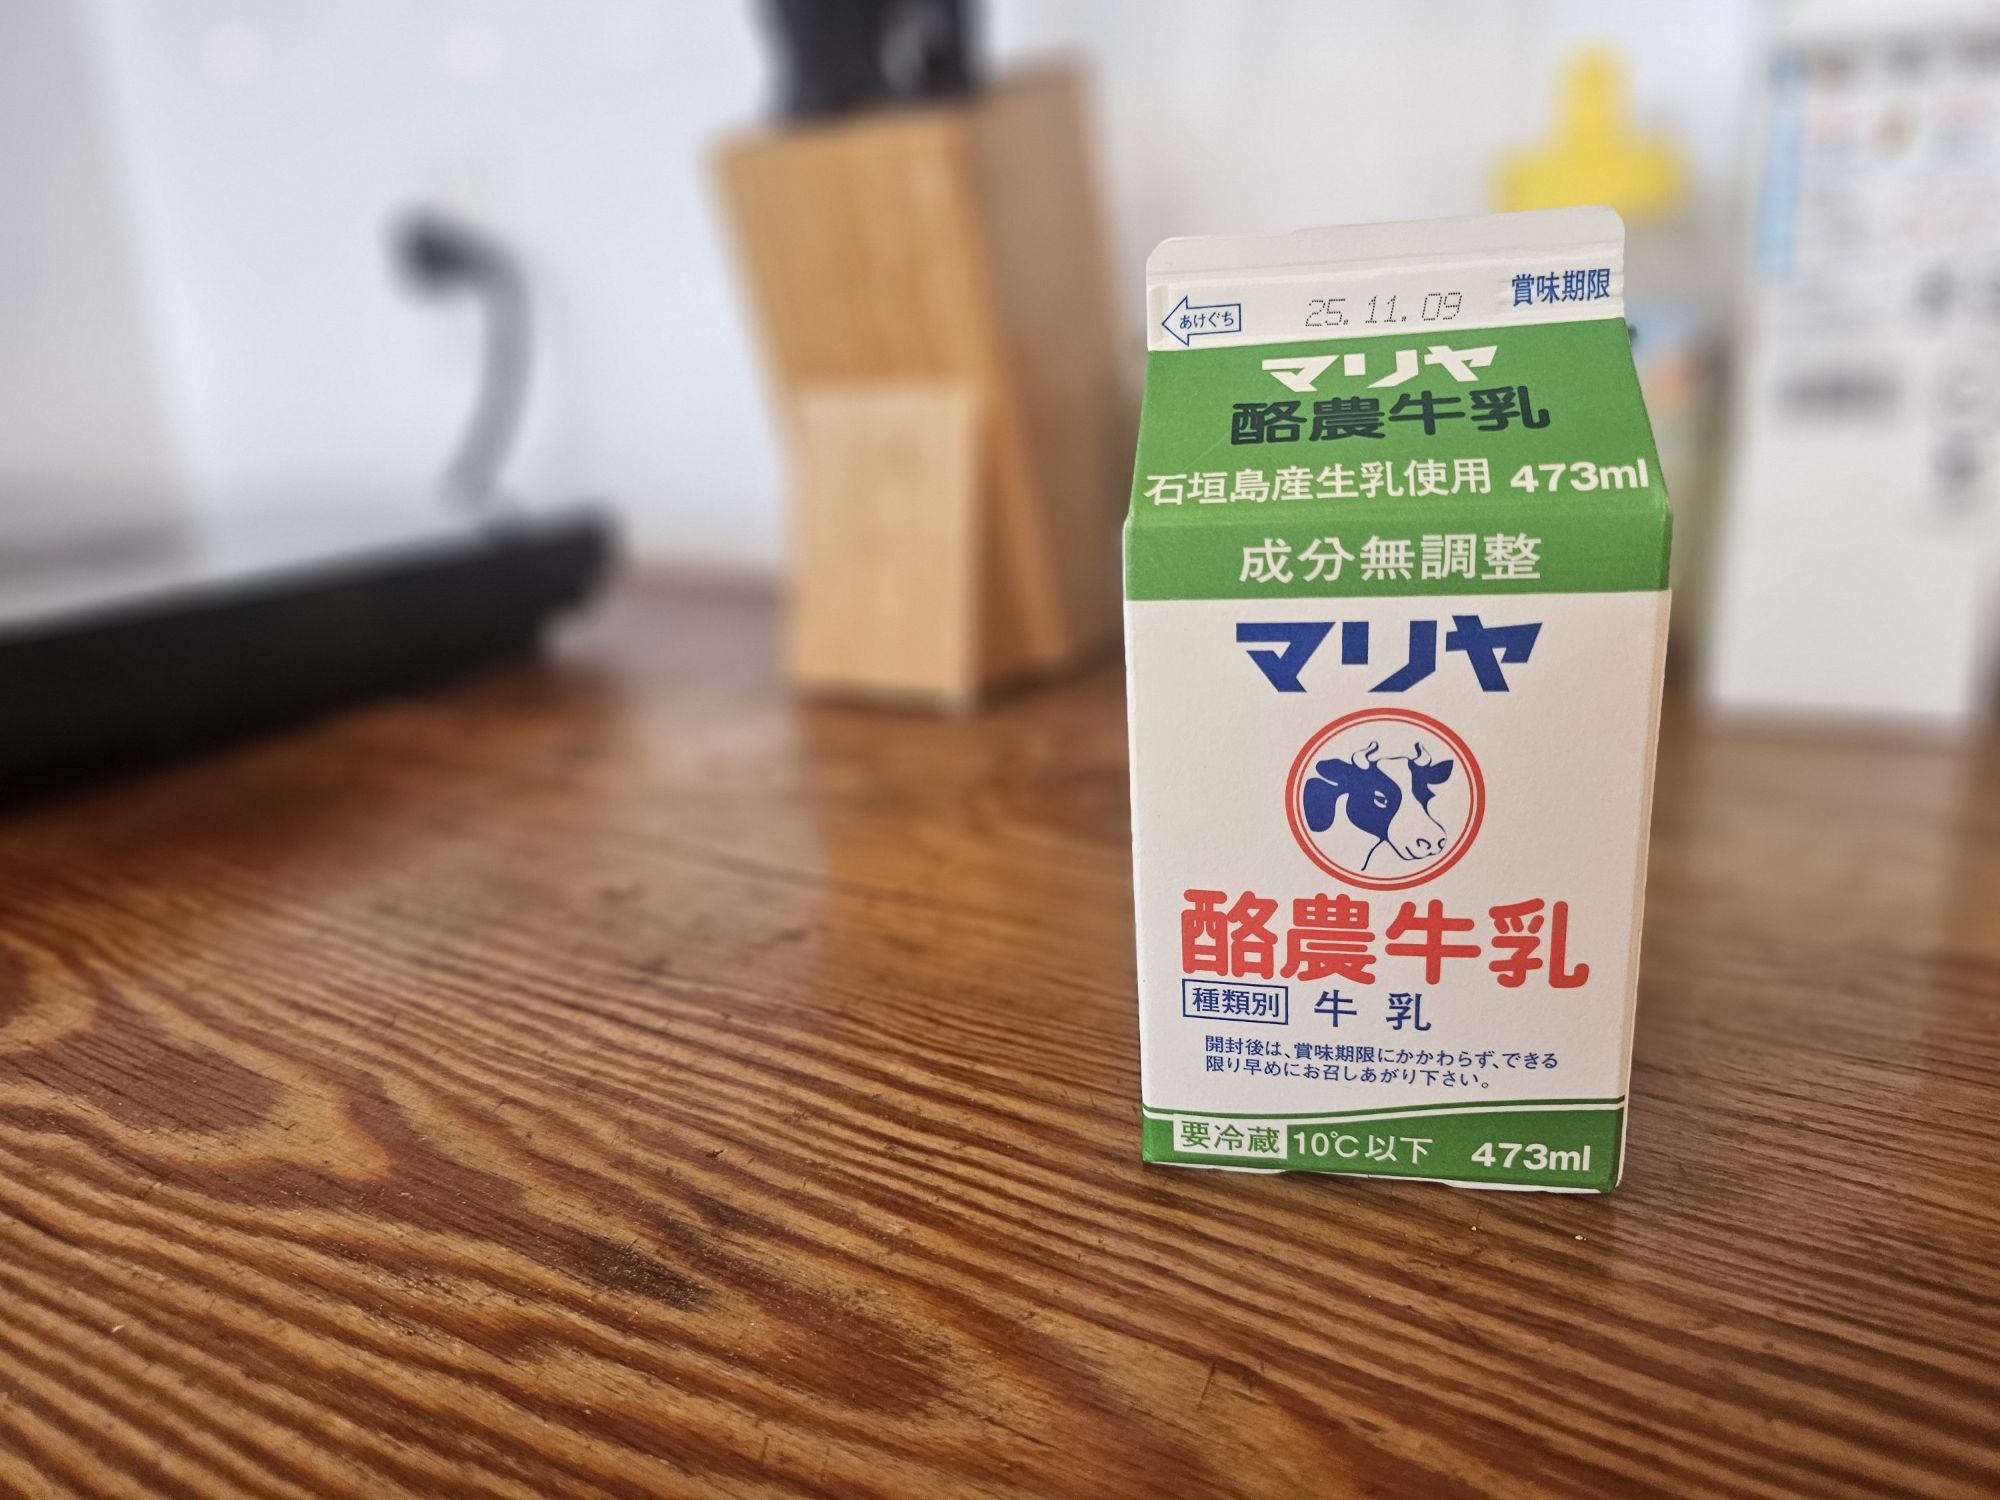 あけぐち 25.11.09 賞味期限
マリヤ
酪農牛乳
石垣島産生乳使用 473ml
成分無調整
マリヤ
酪農牛乳
種類別 牛乳
開封後は、賞味期限にかかわらず、できる
限り早めにお召しあがり下さい。
要冷蔵 10℃以下 473ml